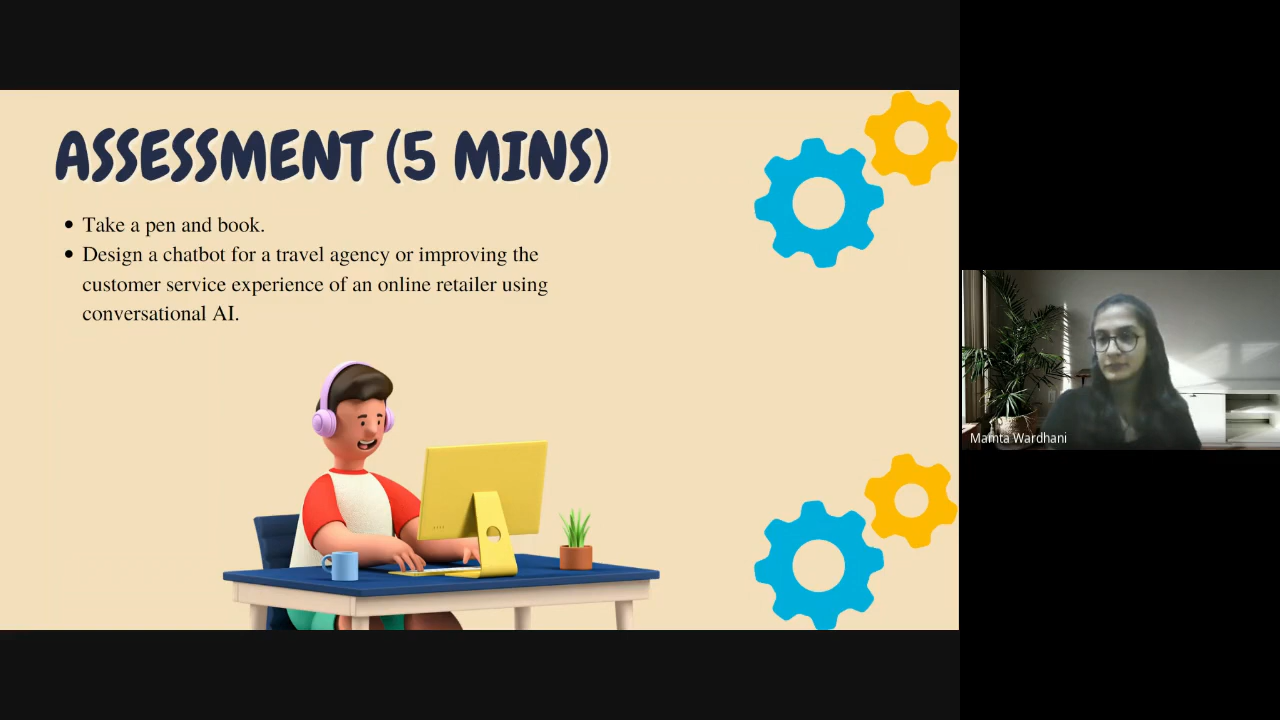 ASSESSMENT (5 MINS)
Take a pen and book.
Design a chatbot for a travel agency or improving the
customer service experience of an online retailer using
conversational AI.
Mamta Wardhani